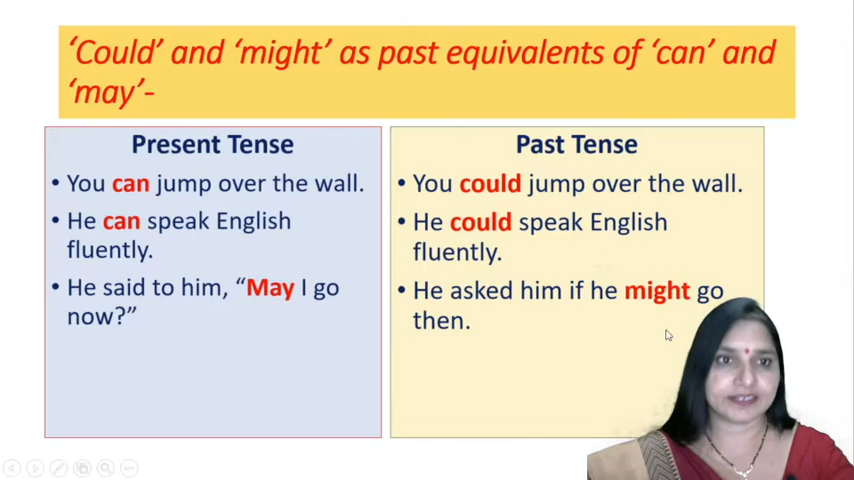 ‘Could’ and ‘might’ as past equivalents of ‘can’ and
‘may’-
Present Tense
• You can jump over the wall.
• He can speak English
fluently.
• He said to him, “May I go
now?”
Past Tense
• You could jump over the wall.
• He could speak English
fluently.
• He asked him if he might go
then.